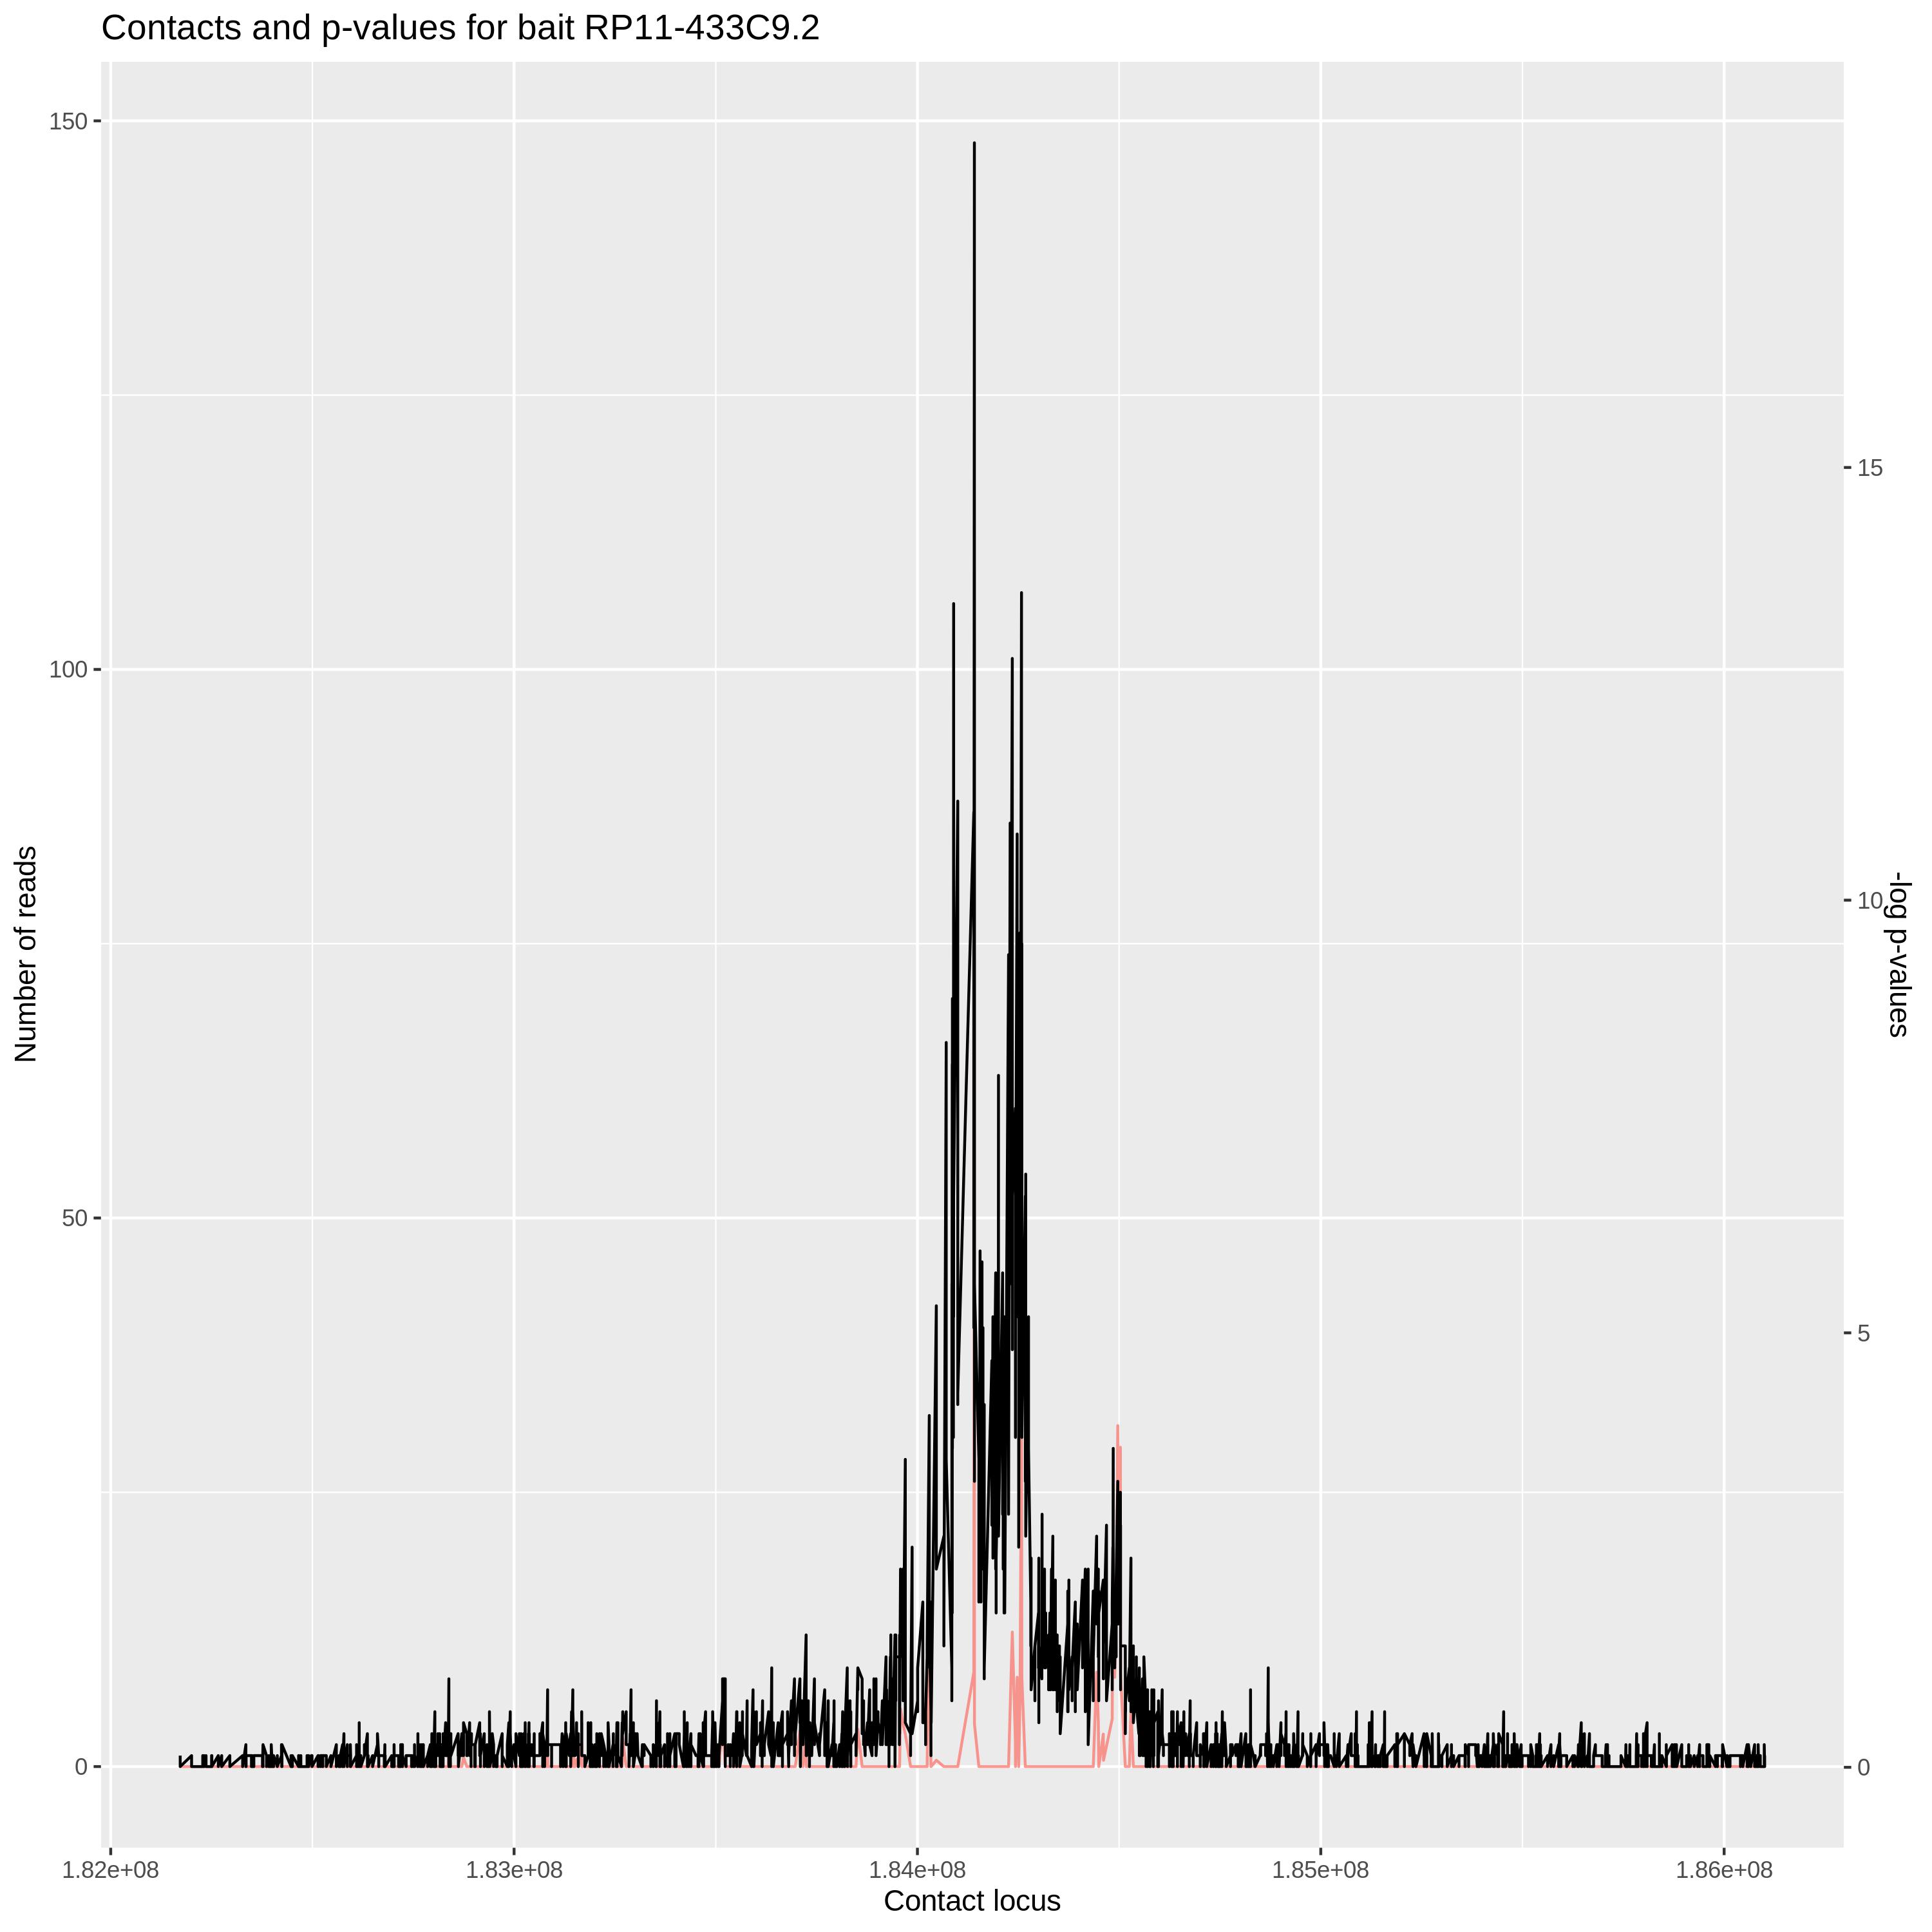 Contacts and p-values for bait RP11-433C9.2
150
100
50
0
Number of reads
15
10
5
0
-log p-values
1.82e+08
1.83e+08
1.84e+08
1.85e+08
1.86e+08
Contact locus